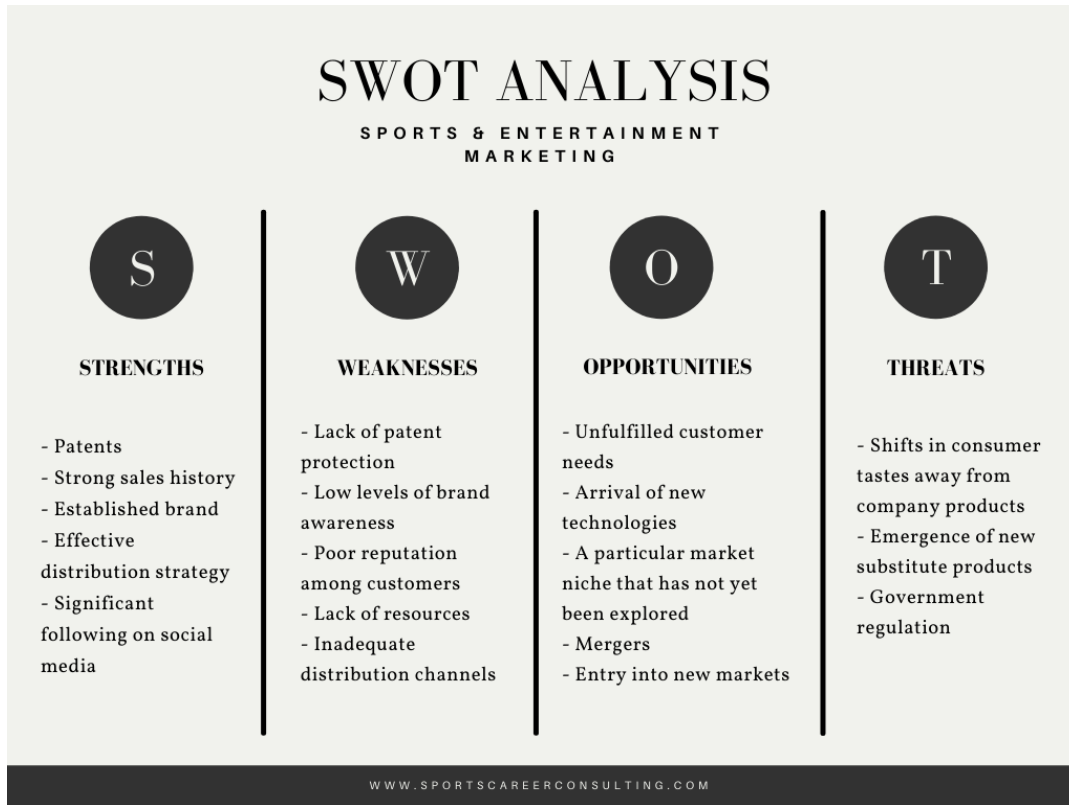 SWOT ANALYSIS
SPORTS & ENTERTAINMENT
MARKETING
S
STRENGTHS
- Patents
- Strong sales history
- Established brand
- Effective
distribution strategy
- Significant
following on social
media
W
WEAKNESSES
- Lack of patent
protection
- Low levels of brand
awareness
- Poor reputation
among customers
- Lack of resources
- Inadequate
distribution channels
O
OPPORTUNITIES
- Unfulfilled customer
needs
- Arrival of new
technologies
- A particular market
niche that has not yet
been explored
- Mergers
- Entry into new markets
T
THREATS
- Shifts in consumer
tastes away from
company products
- Emergence of new
substitute products
- Government
regulation
WWW.SPORTSCAREERCONSULTING.COM